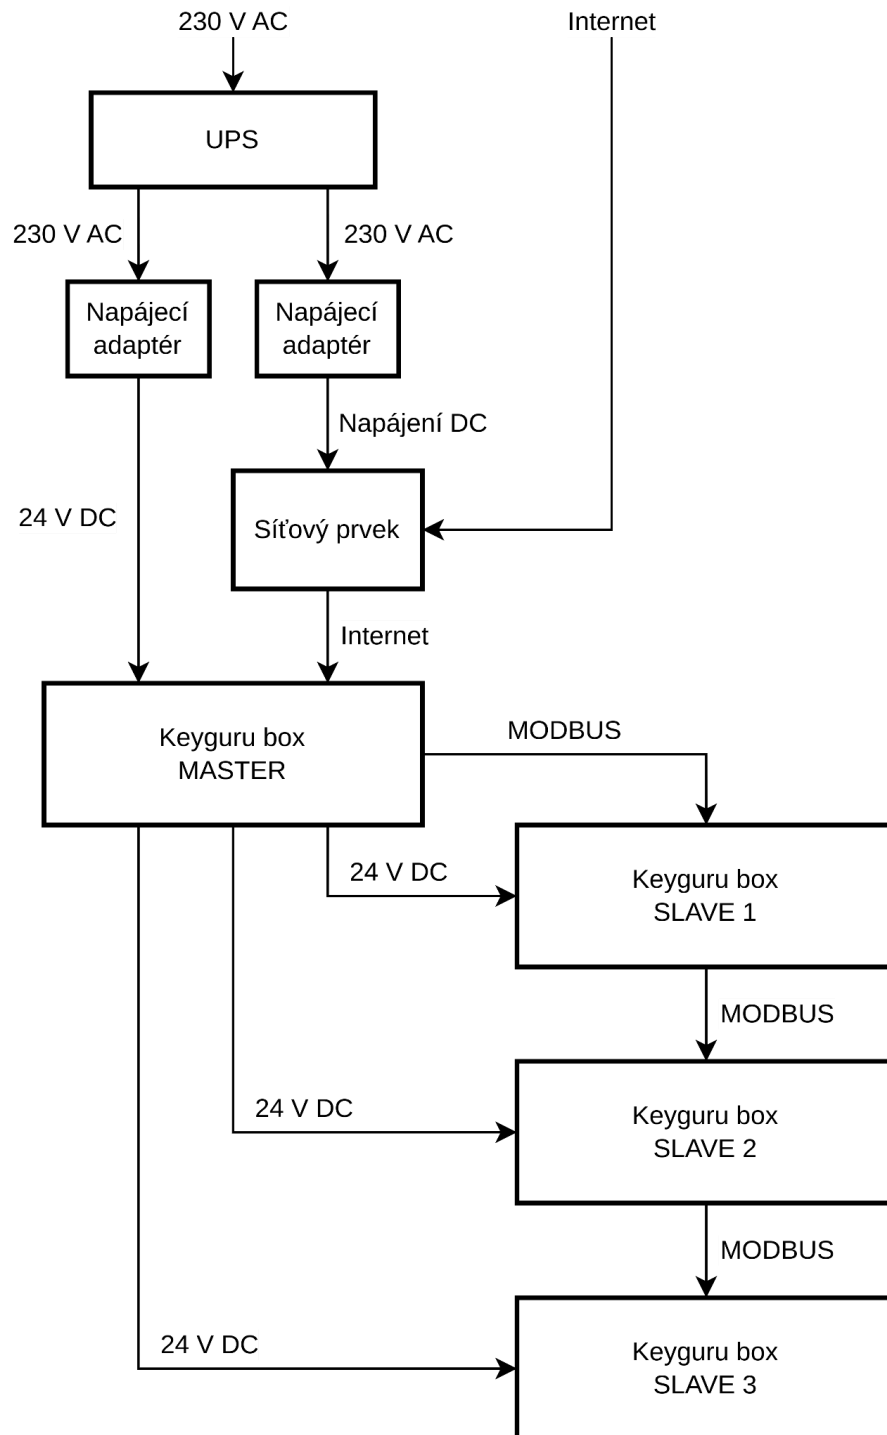 230 V AC
Internet
UPS
230 V AC
230 V AC
Napájecí
adaptér
Napájecí
adaptér
Napájení DC
24 V DC
Síťový prvek
Internet
Keyguru box
MASTER
MODBUS
24 V DC
Keyguru box
SLAVE 1
MODBUS
24 V DC
Keyguru box
SLAVE 2
MODBUS
24 V DC
Keyguru box
SLAVE 3